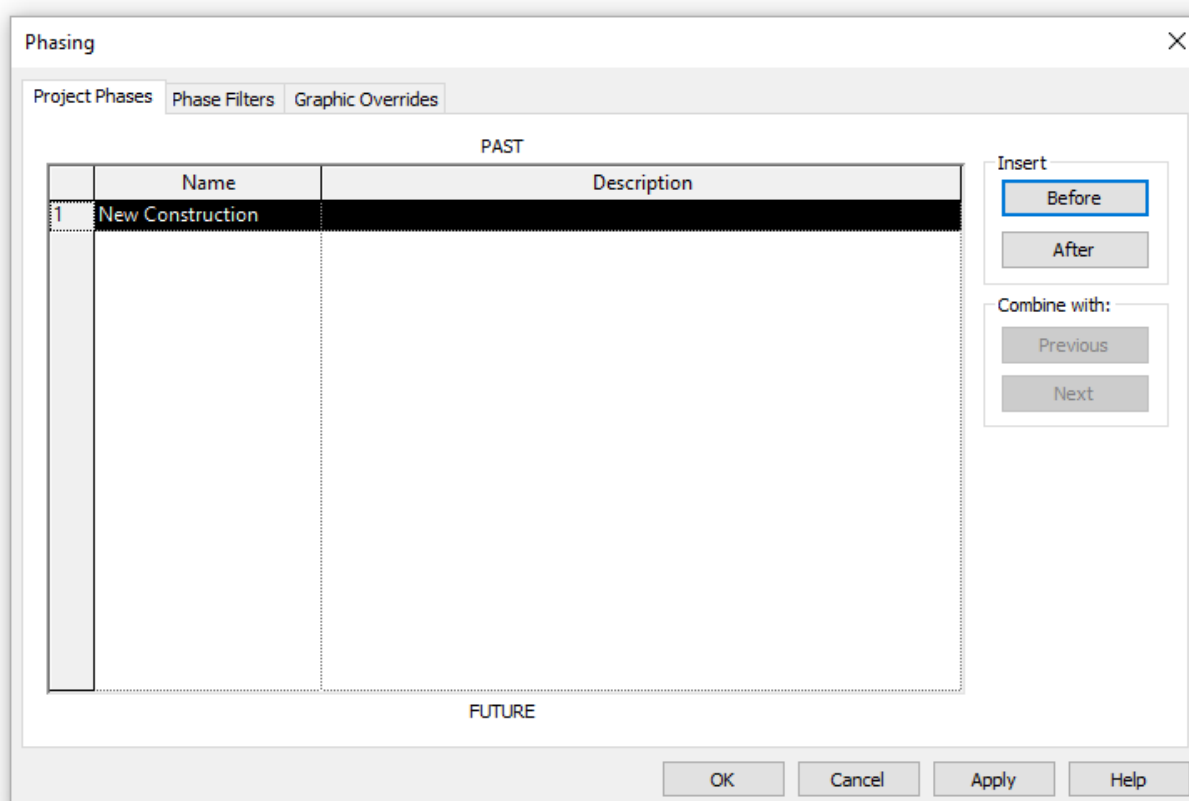 Phasing
Project Phases Phase Filters Graphic Overrides
PAST
Name Description
1 New Construction
FUTURE
Insert
Before
After
Combine with:
Previous
Next
OK Cancel Apply Help